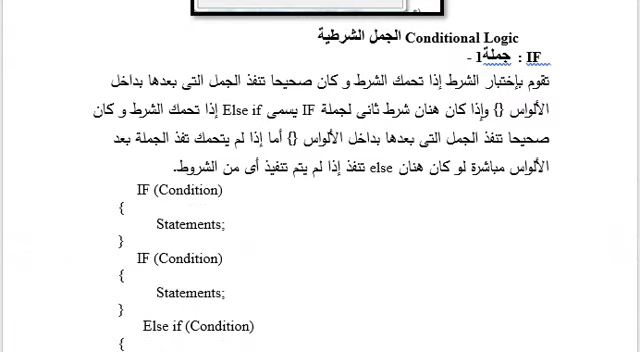 الجمل الشرطية Conditional Logic
1- جملة : IF
تقوم بإختبار الشرط إذا تحمك الشرط و كان صحيحا تنفذ الجمل التى بعدها بداخل
الألواس {} وإذا كان هنان شرط ثانى لجملة IF يسمى Else if إذا تحمك الشرط و كان
صحيحا تنفذ الجمل التى بعدها بداخل الألواس {} أما إذا لم يتحمك تفذ الجملة بعد
الألواس مباشرة لو كان هنان else تنفذ إذا لم يتم تنفيذ أى من الشروط.
IF (Condition)
{
Statements;
}
IF (Condition)
{
Statements;
}
Else if (Condition)
{